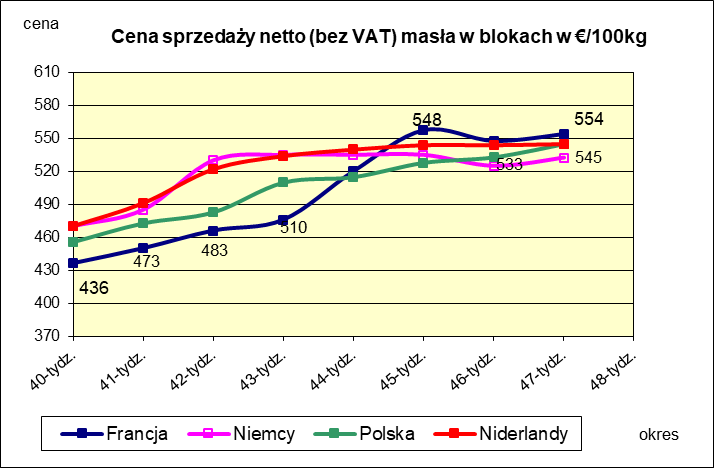 cena
Cena sprzedaży netto (bez VAT) masła w blokach w €/100kg
610
580
550
520
490
460
430
400
370
436
473
483
510
548
533
554
545
40-tydz.
41-tydz.
42-tydz.
43-tydz.
44-tydz.
45-tydz.
46-tydz.
47-tydz.
48-tydz.
Francja Niemcy Polska Niderlandy
okres